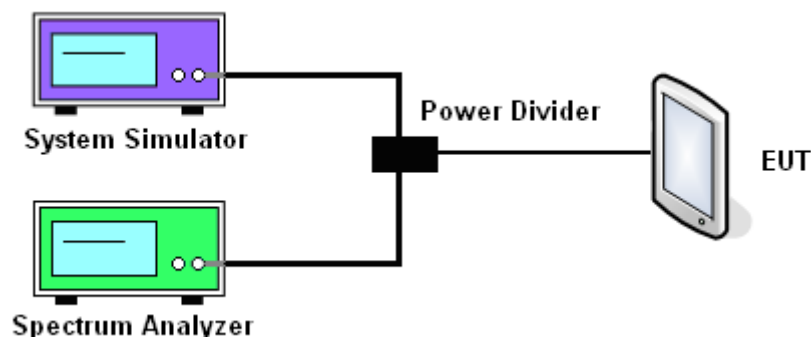 System Simulator
Power Divider
EUT
Spectrum Analyzer